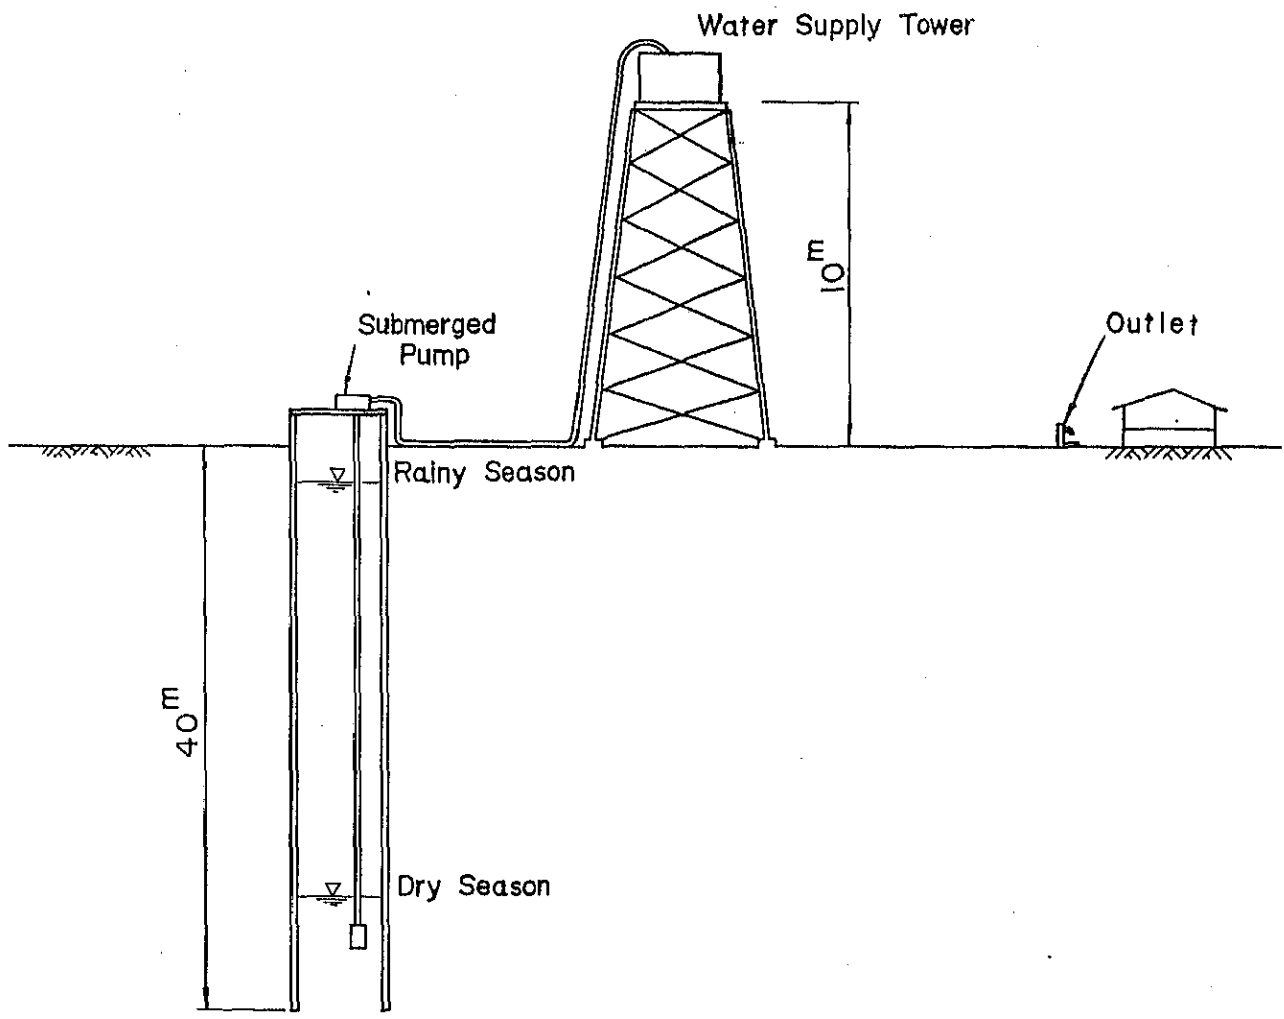 Water Supply Tower
10m
Submerged
Pump
Outlet
Rainy Season
40m
Dry Season